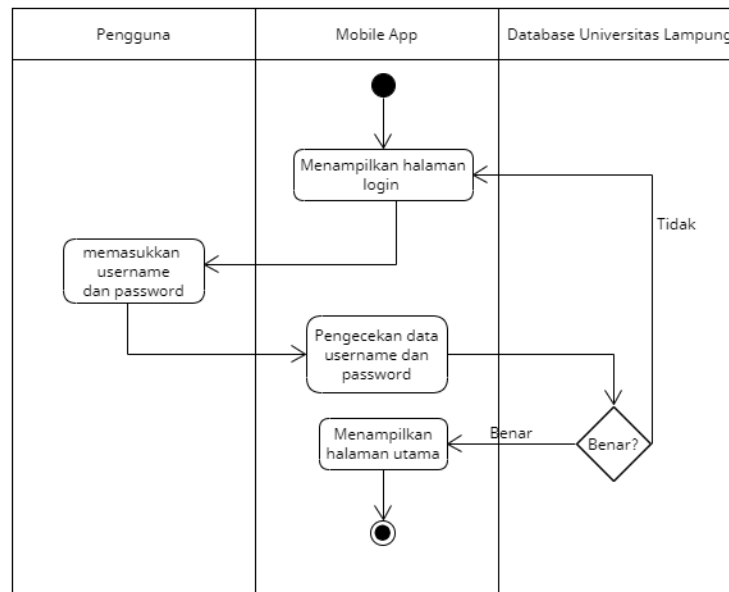 Pengguna
Mobile App
Database Universitas Lampung
Menampilkan halaman
login
Tidak
memasukkan
username
dan password
Pengecekan data
username dan
password
Menampilkan
halaman utama
Benar
Benar?